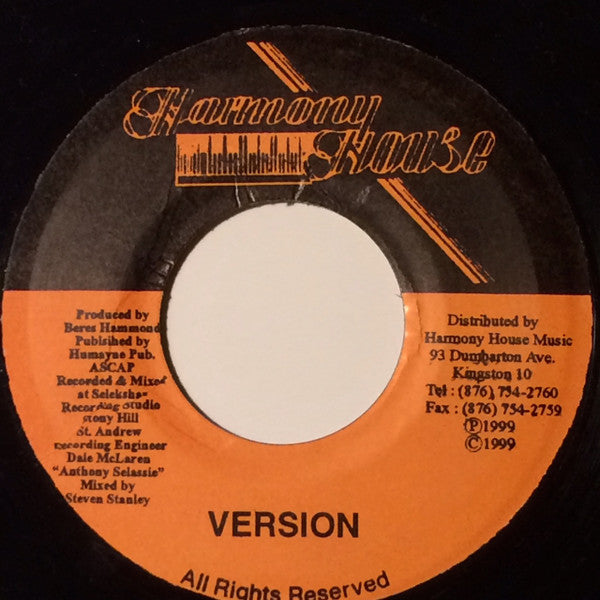 Harmony
House
Produced by
Beres Hammond
Publsihed by
Humayne Pub.
ASCAP
Recorded & Mixed
at Seleksha
Recording Studio
Stony Hill
St. Andrew
Recording Engineer
Dale McLaren
"Anthony Selassie"
Mixed by
Steven Stanley
Distributed by
Harmony House Music
93 Dumbarton Ave.
Kingston 10
Tel : (876) 754-2760
Fax : (876) 754-2759
Ⓟ1999
©1999
VERSION
All Rights Reserved